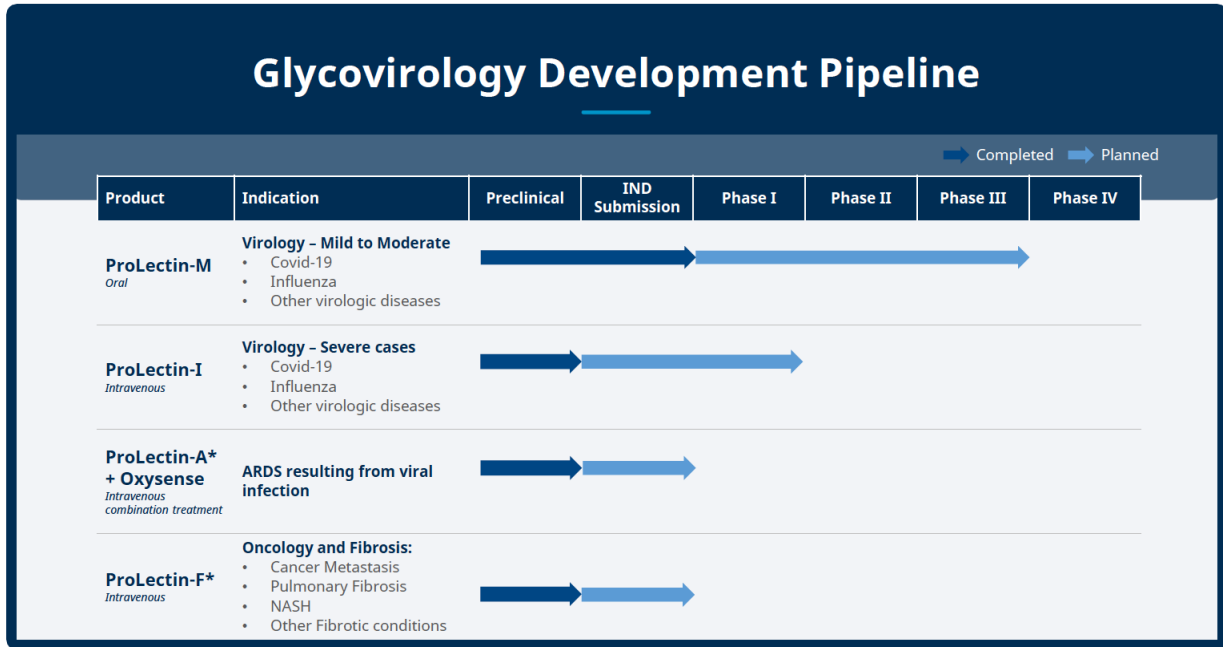 Glycovirology Development Pipeline
Completed
Planned
Product
Indication
Preclinical
IND
Submission
Phase I
Phase II
Phase III
Phase IV
ProLectin-M
Oral
Virology – Mild to Moderate
• Covid-19
• Influenza
• Other virologic diseases
ProLectin-I
Intravenous
Virology – Severe cases
• Covid-19
• Influenza
• Other virologic diseases
ProLectin-A*
+ Oxysense
Intravenous
combination treatment
ARDS resulting from viral
infection
ProLectin-F*
Intravenous
Oncology and Fibrosis:
• Cancer Metastasis
• Pulmonary Fibrosis
• NASH
• Other Fibrotic conditions